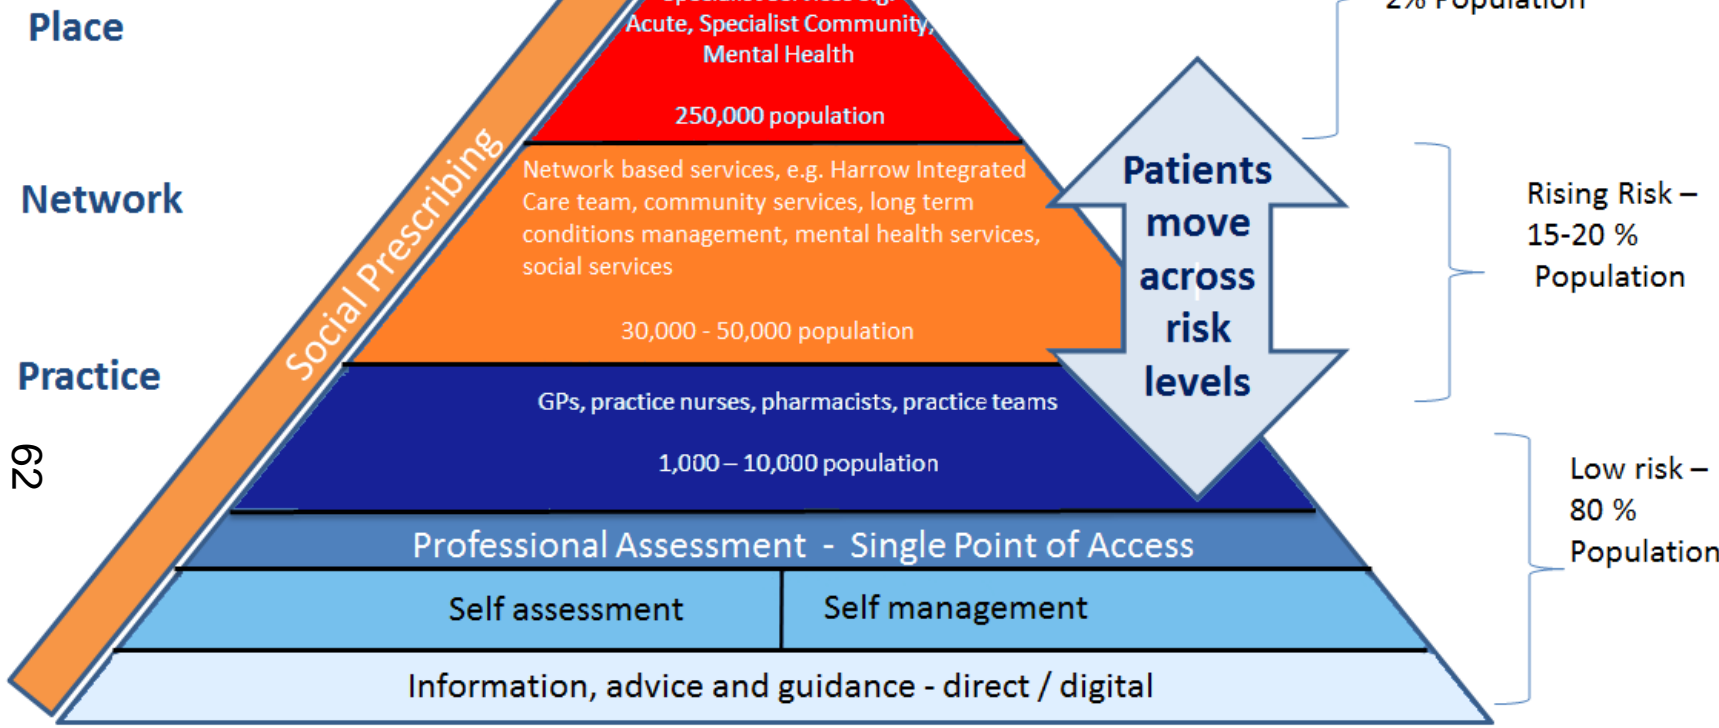 2% Population
Place
Acute, Specialist Community,
Mental Health
250,000 population
Social Prescribing
Network
Network based services, e.g. Harrow Integrated
Care team, community services, long term
conditions management, mental health services,
social services
30,000 - 50,000 population
Patients
move
across
risk
levels
Rising Risk –
15-20 %
Population
Practice
GPs, practice nurses, pharmacists, practice teams
1,000 – 10,000 population
62
Low risk –
80 %
Population
Professional Assessment - Single Point of Access
Self assessment
Self management
Information, advice and guidance - direct / digital